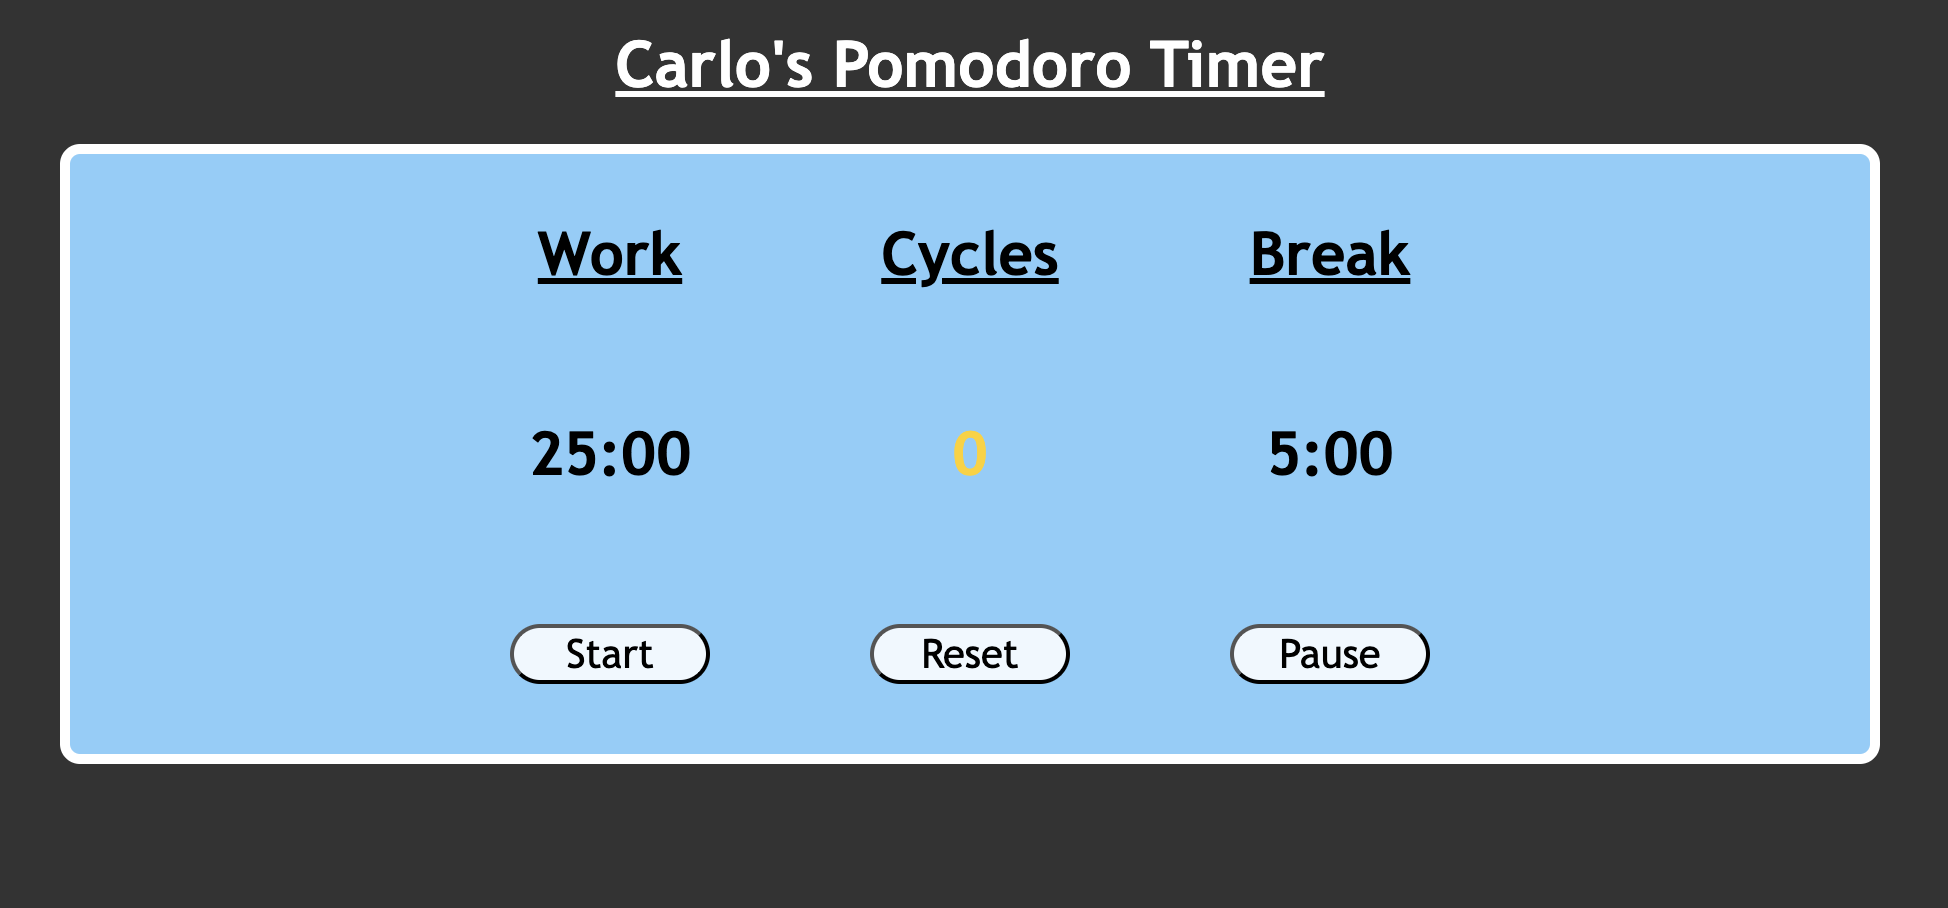 Carlo's Pomodoro Timer
Work Cycles Break
25:00 0 5:00
Start Reset Pause